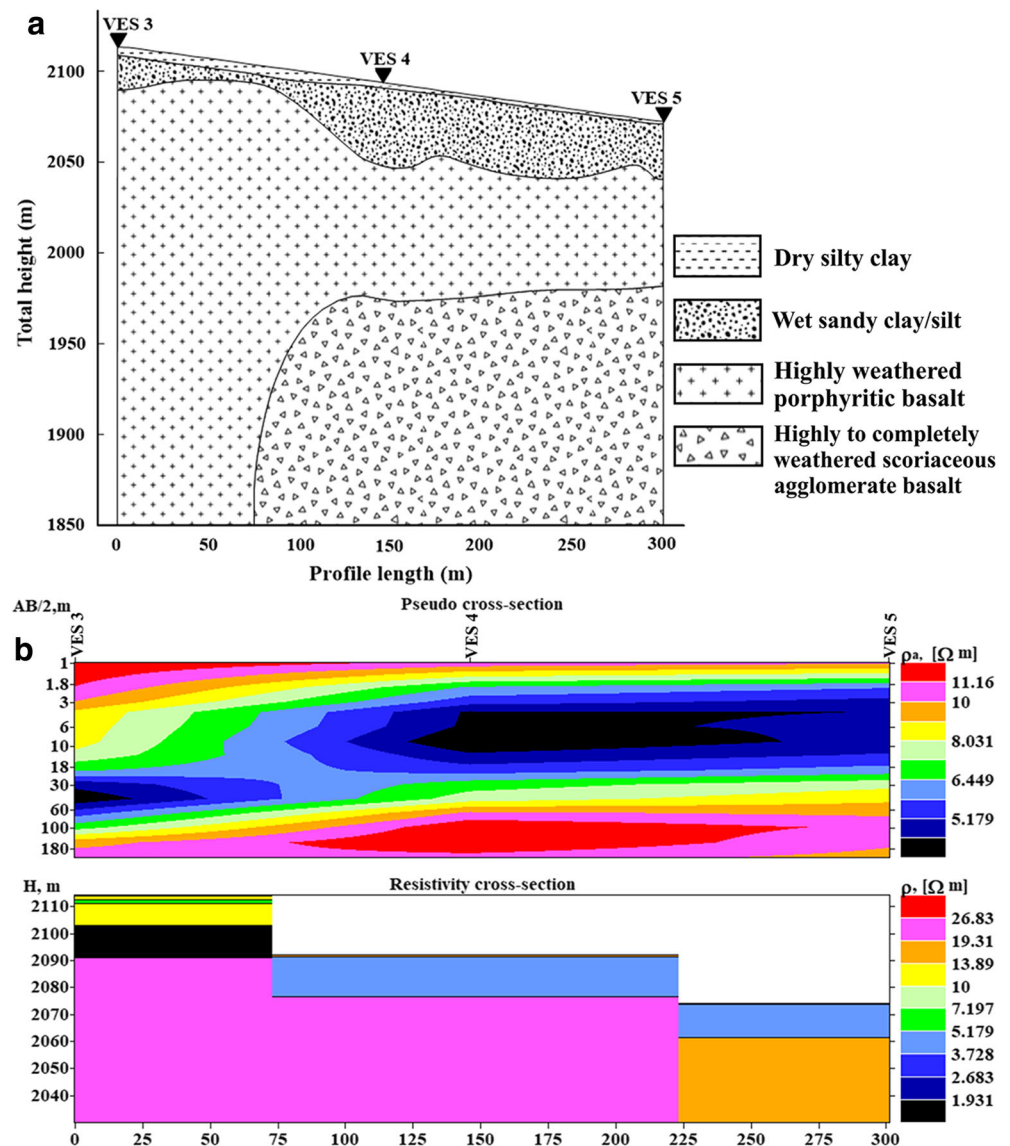 a
VES 3
VES 4
VES 5
Total height (m)
2100
2050
2000
1950
1900
1850
0 50 100 150 200 250 300
Profile length (m)
Dry silty clay
Wet sandy clay/silt
Highly weathered
porphyritic basalt
Highly to completely
weathered scoriaceous
agglomerate basalt
b
AB/2,m
Pseudo cross-section
VES 3
VES 4
VES 5
1
1.8
3
6
10
18
30
60
100
180
ρa, [Ω m]
11.16
10
8.031
6.449
5.179
H, m
Resistivity cross-section
2110
2100
2090
2080
2070
2060
2050
2040
0 25 50 75 100 125 150 175 200 225 250 275 300
ρ, [Ω m]
26.83
19.31
13.89
10
7.197
5.179
3.728
2.683
1.931